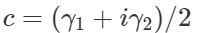 c = (γ₁ + iγ₂)/2